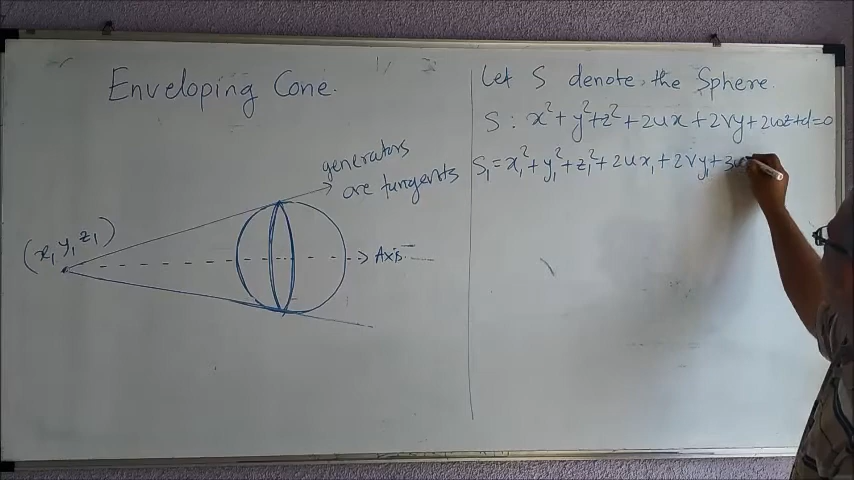 Enveloping Cone.
generators
are tangents
(x₁ y₁ z₁)
Axis
Let S denote the Sphere.
S : x² + y² + z² + 2ux + 2vy + 2wz + d = 0
S₁ = x₁² + y₁² + z₁² + 2ux₁ + 2vy₁ + 3w